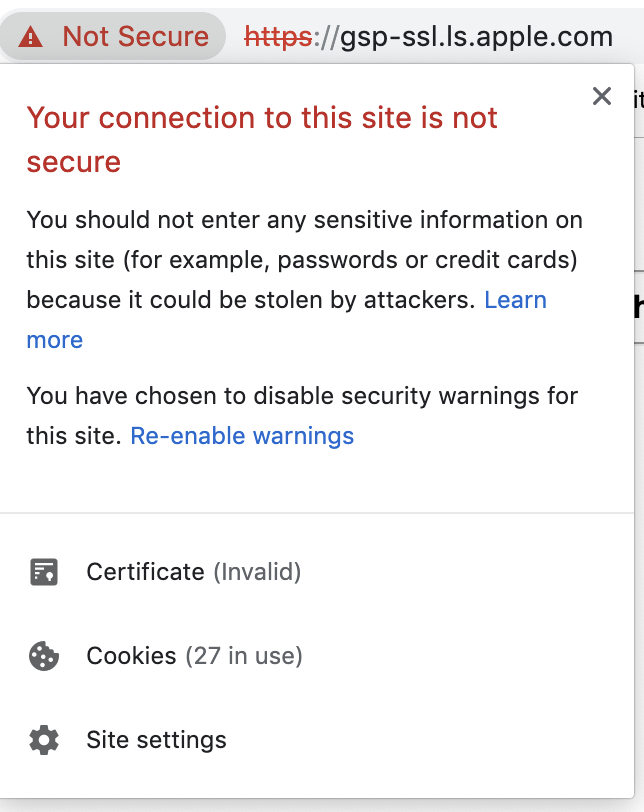 Not Secure https://gsp-ssl.ls.apple.com
Your connection to this site is not
secure
You should not enter any sensitive information on
this site (for example, passwords or credit cards)
because it could be stolen by attackers. Learn
more
You have chosen to disable security warnings for
this site. Re-enable warnings
Certificate (Invalid)
Cookies (27 in use)
Site settings